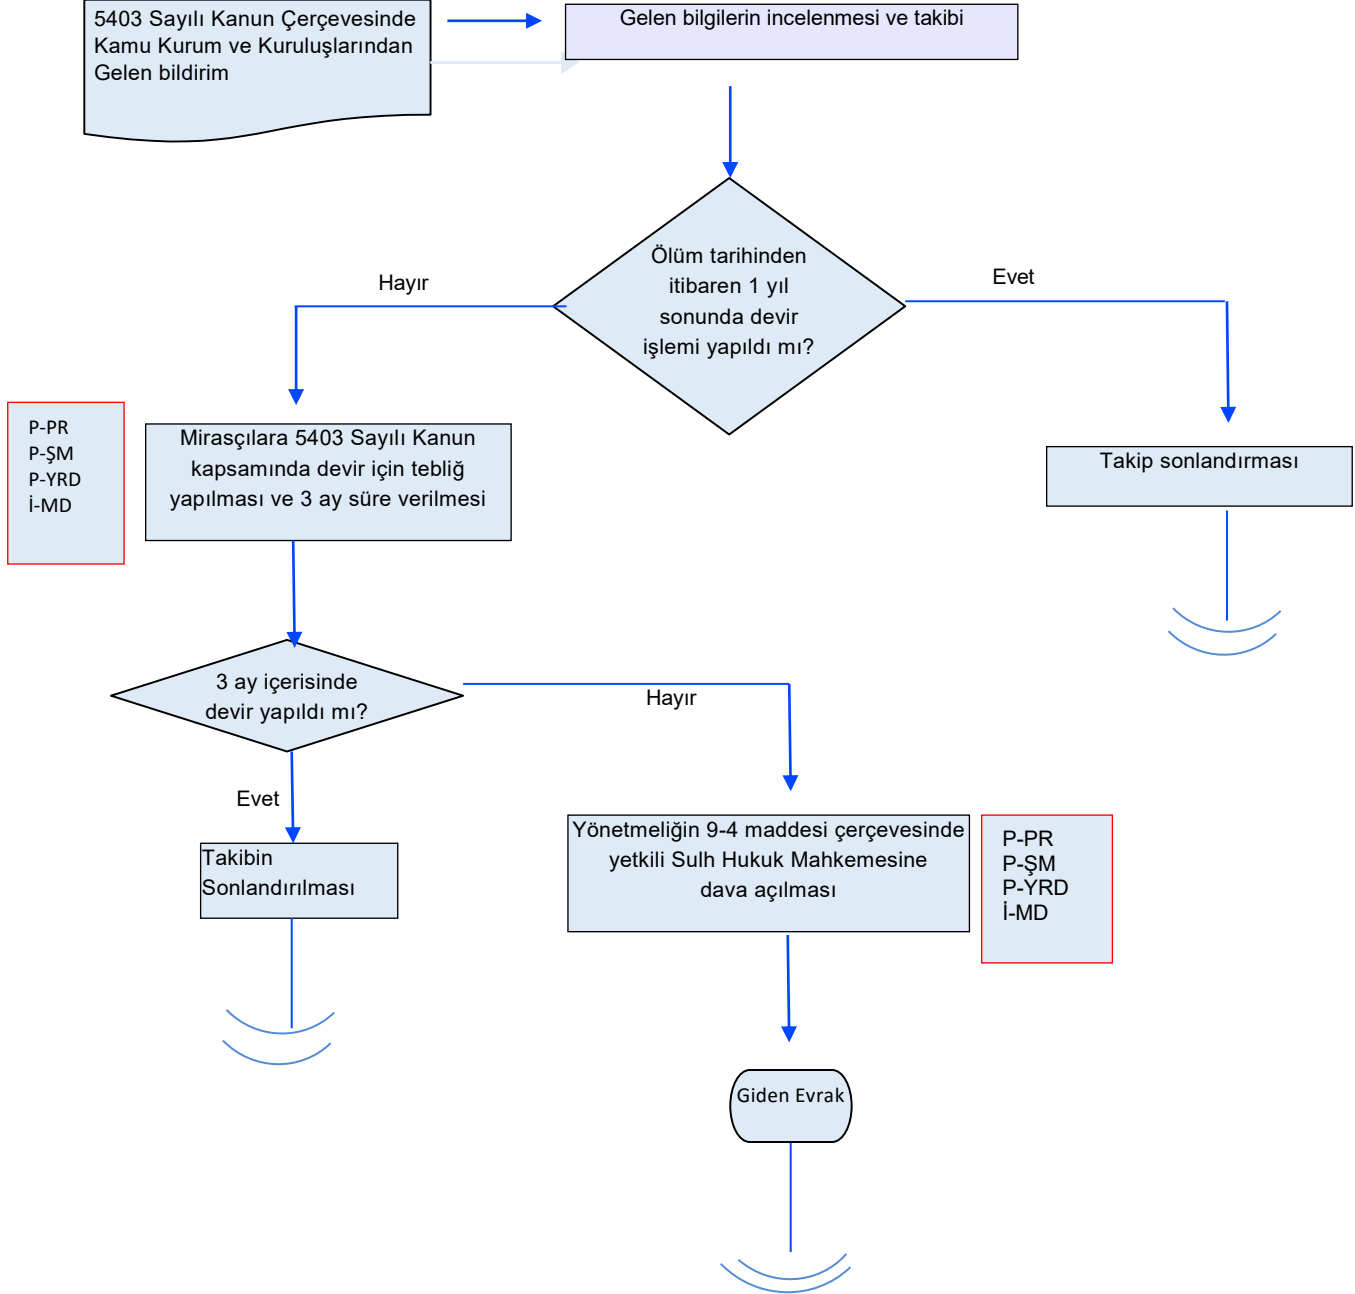 5403 Sayılı Kanun Çerçevesinde
Kamu Kurum ve Kuruluşlarından
Gelen bildirim
Gelen bilgilerin incelenmesi ve takibi
Ölüm tarihinden
itibaren 1 yıl
sonunda devir
işlemi yapıldı mı?
Hayır
Evet
P-PR
P-ŞM
P-YRD
İ-MD
Mirasçılara 5403 Sayılı Kanun
kapsamında devir için tebliğ
yapılması ve 3 ay süre verilmesi
Takip sonlandırması
3 ay içerisinde
devir yapıldı mı?
Hayır
Evet
Takibin
Sonlandırılması
Yönetmeliğin 9-4 maddesi çerçevesinde
yetkili Sulh Hukuk Mahkemesine
dava açılması
P-PR
P-ŞM
P-YRD
İ-MD
Giden Evrak